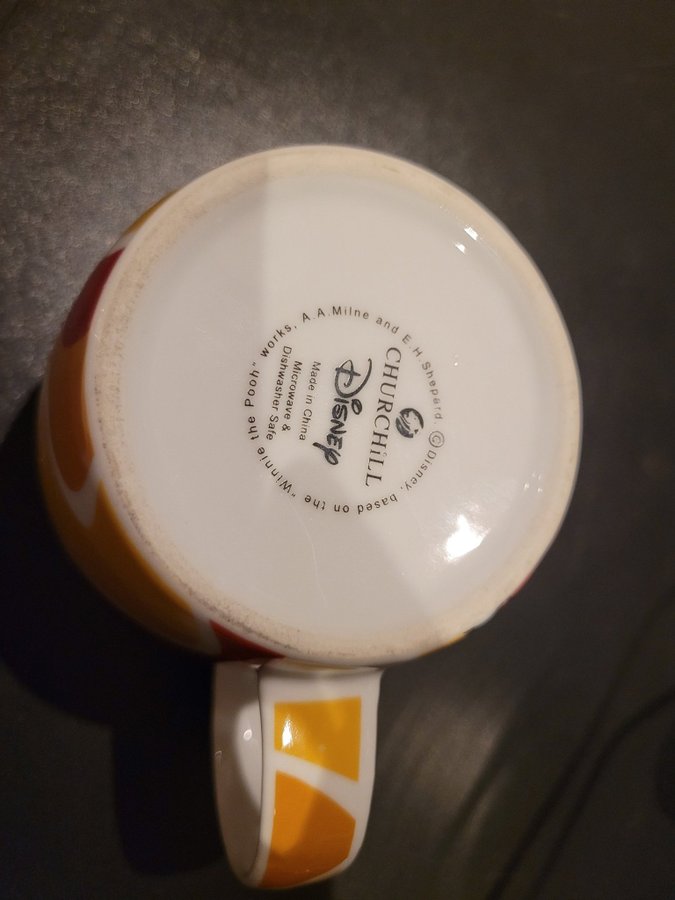 CHURCHiLL
Disney
Made in China
Microwave &
Dishwasher Safe
© Disney, based on the "Winnie the Pooh" works, A.A.Milne and E.H.Shepard.